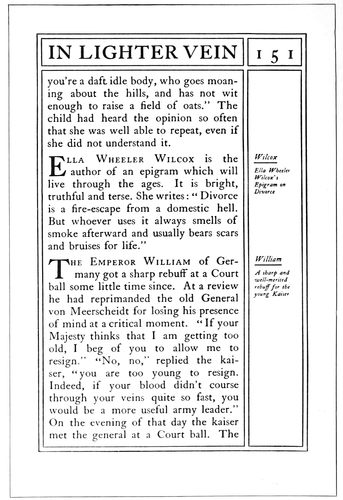 IN LIGHTER VEIN
151
you're a daft idle body, who goes moan-
ing about the hills, and has not wit
enough to raise a field of oats." The
child had heard the opinion so often
that she was well able to repeat, even if
she did not understand it.
ELLA WHEELER WILCOX is the
author of an epigram which will
live through the ages. It is bright,
truthful and terse. She writes: "Divorce
is a fire-escape from a domestic hell.
But whoever uses it always smells of
smoke afterward and usually bears scars
and bruises for life."
THE EMPEROR WILLIAM of Ger-
many got a sharp rebuff at a Court
ball some little time since. At a review
he had reprimanded the old General
von Meerscheidt for losing his presence
of mind at a critical moment. "If your
Majesty thinks that I am getting too
old, I beg of you to allow me to
resign." "No, no," replied the kai-
ser, "you are too young to resign.
Indeed, if your blood didn't course
through your veins quite so fast, you
would be a more useful army leader."
On the evening of that day the kaiser
met the general at a Court ball. The
Wilcox
Ella Wheeler
Wilcox's
Epigram on
Divorce
William
A sharp and
well-merited
rebuff for the
young Kaiser